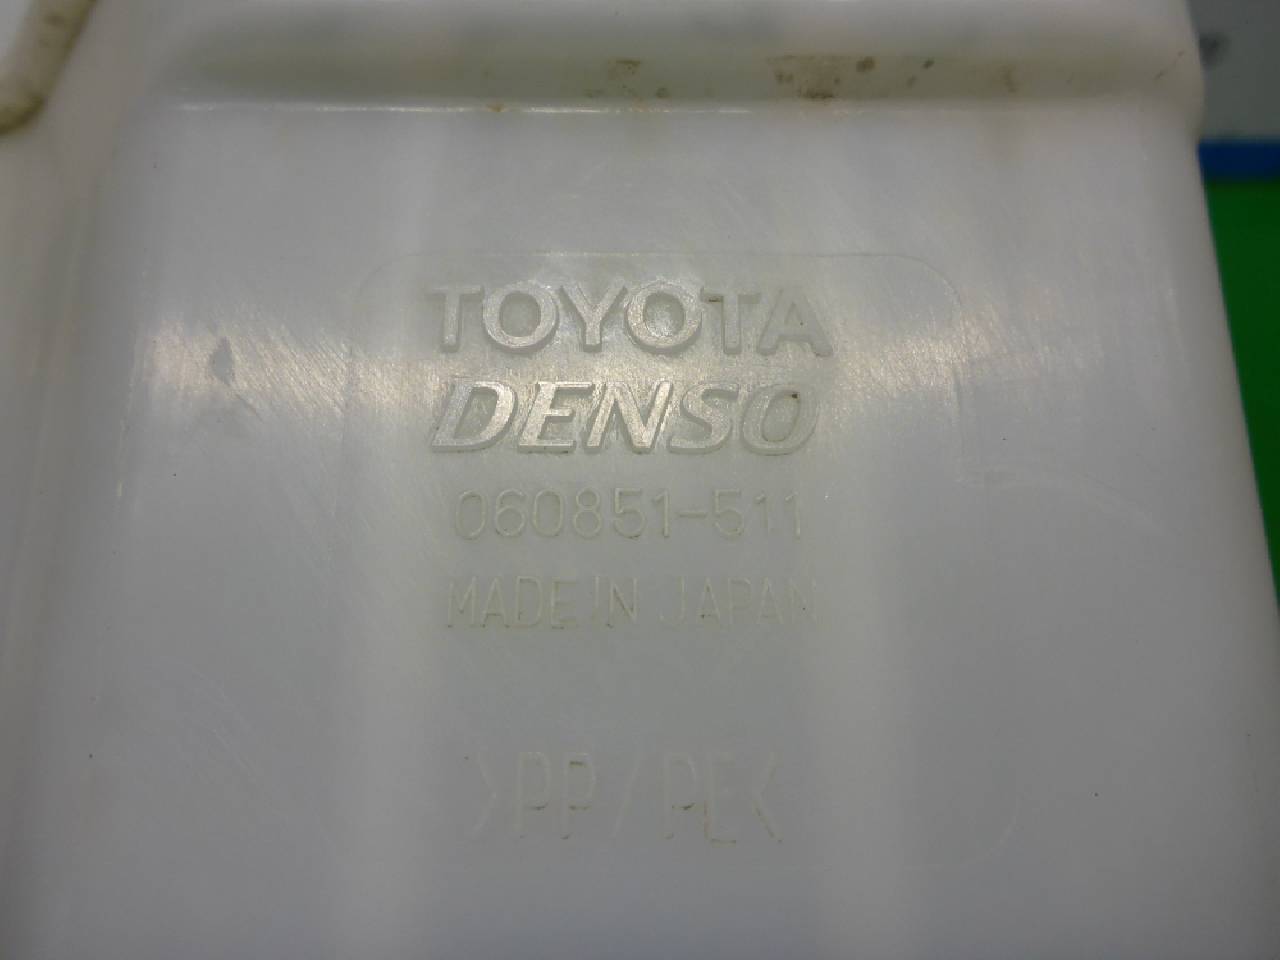 TOYOTA
DENSO
060851-511
MADE IN JAPAN
>PP/PE<